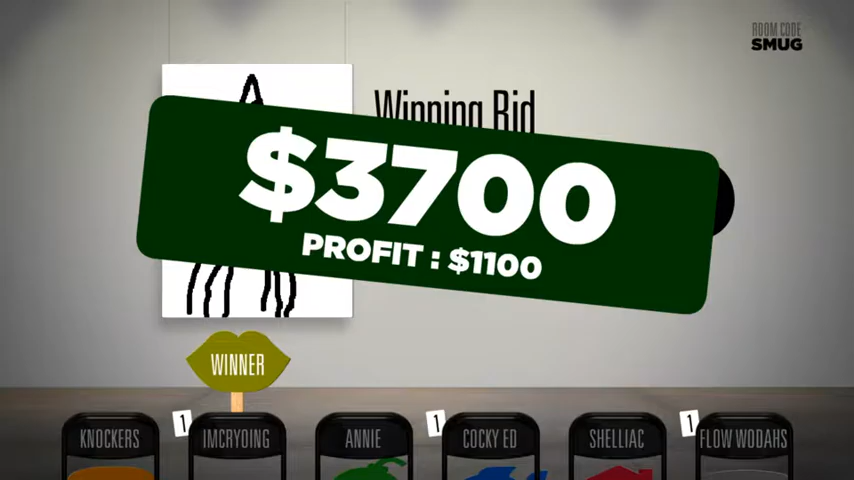 ROOM CODE
SMUG
Winning Bid
$3700
PROFIT : $1100
WINNER
1
1
1
KNOCKERS
IMCRYOING
ANNIE
COCKY ED
SHELLIAC
FLOW WODAHS